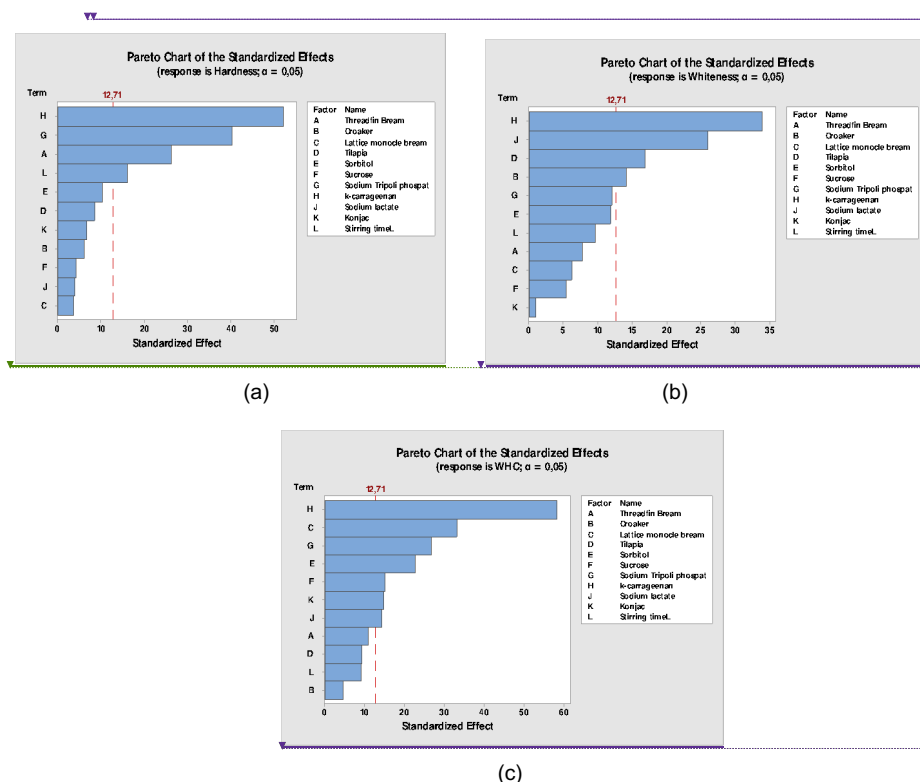 Pareto Chart of the Standardized Effects
(response is Hardness; α = 0,05)
Term
12,71
H
G
A
L
E
D
K
B
F
J
C
0 10 20 30 40 50
Standardized Effect
Factor Name
A Threadfin Bream
B Croaker
C Lattice monocle bream
D Tilapia
E Sorbitol
F Sucrose
G Sodium Tripoli phospat
H k-carrageenan
J Sodium lactate
K Konjac
L Stirring timeL
(a)
Pareto Chart of the Standardized Effects
(response is Whiteness; α = 0,05)
Term
12,71
H
J
D
B
G
E
L
A
C
F
K
0 5 10 15 20 25 30 35
Standardized Effect
Factor Name
A Threadfin Bream
B Croaker
C Lattice monocle bream
D Tilapia
E Sorbitol
F Sucrose
G Sodium Tripoli phospat
H k-carrageenan
J Sodium lactate
K Konjac
L Stirring timeL
(b)
Pareto Chart of the Standardized Effects
(response is WHC; α = 0,05)
Term
12,71
H
C
G
E
F
K
J
A
D
L
B
0 10 20 30 40 50 60
Standardized Effect
Factor Name
A Threadfin Bream
B Croaker
C Lattice monocle bream
D Tilapia
E Sorbitol
F Sucrose
G Sodium Tripoli phospat
H k-carrageenan
J Sodium lactate
K Konjac
L Stirring timeL
(c)